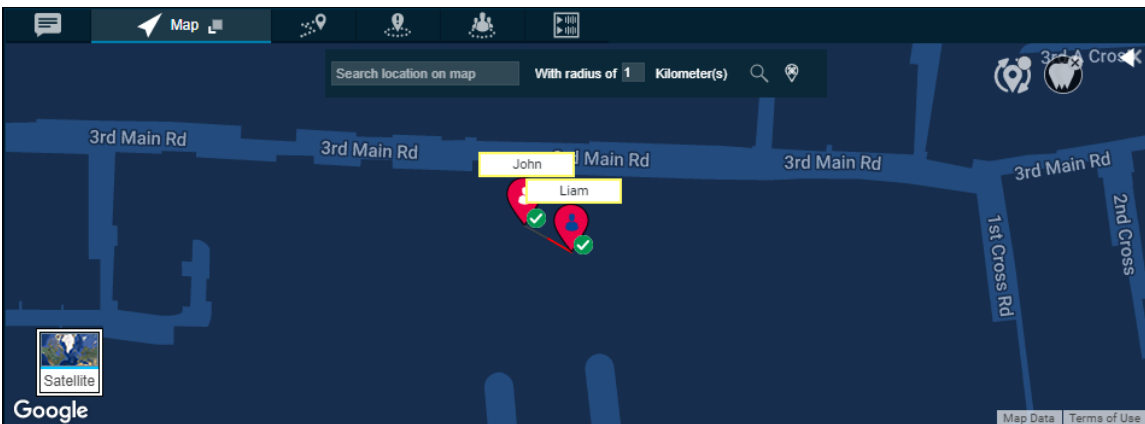 Map
Search location on map
With radius of 1 Kilometer(s)
3rd A Cross
3rd Main Rd
3rd Main Rd
3rd Main Rd
3rd Main Rd
3rd Main Rd
John
Liam
1st Cross Rd
2nd Cross
Satellite
Google
Map Data
Terms of Use